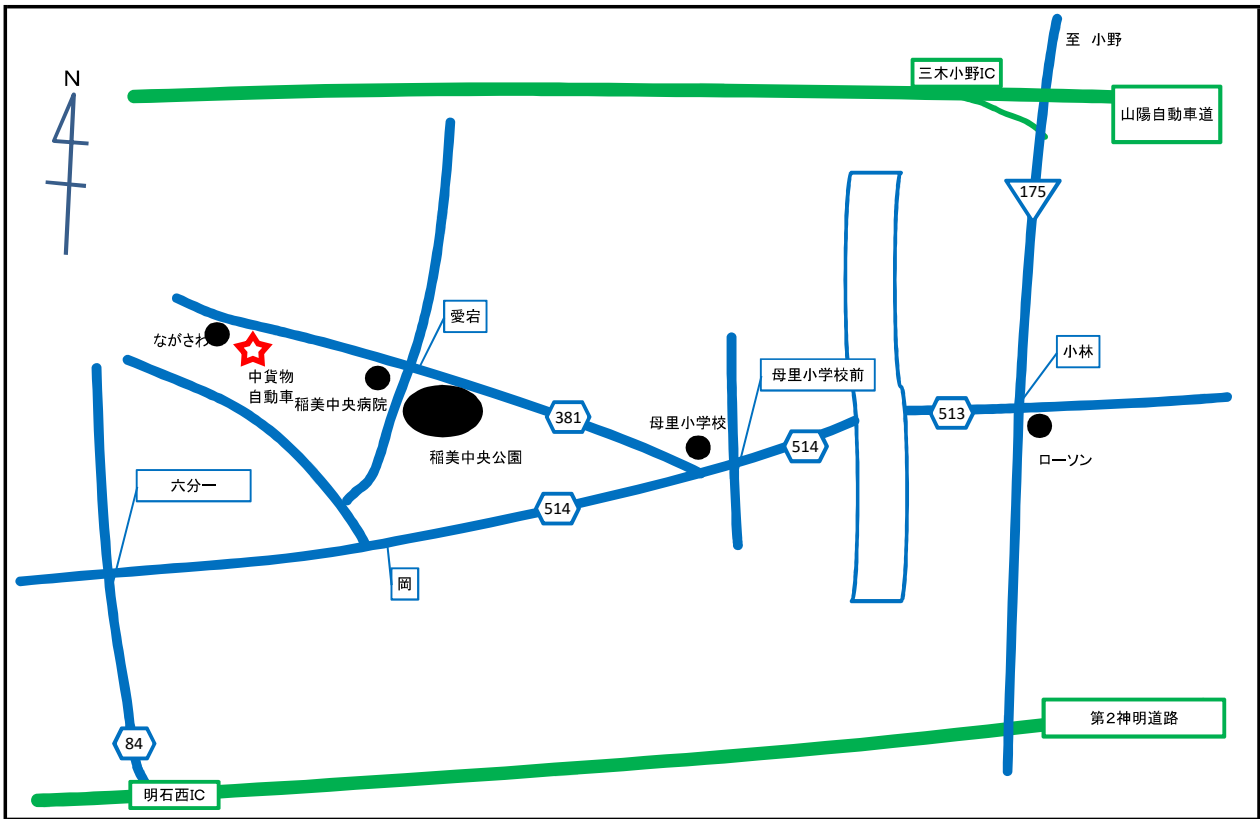 至 小野
三木小野IC
N
山陽自動車道
175
愛宕
ながさわ
小林
母里小学校前
中貨物
自動車
稲美中央病院
381
513
母里小学校
514
稲美中央公園
ローソン
六分一
514
岡
第2神明道路
84
明石西IC